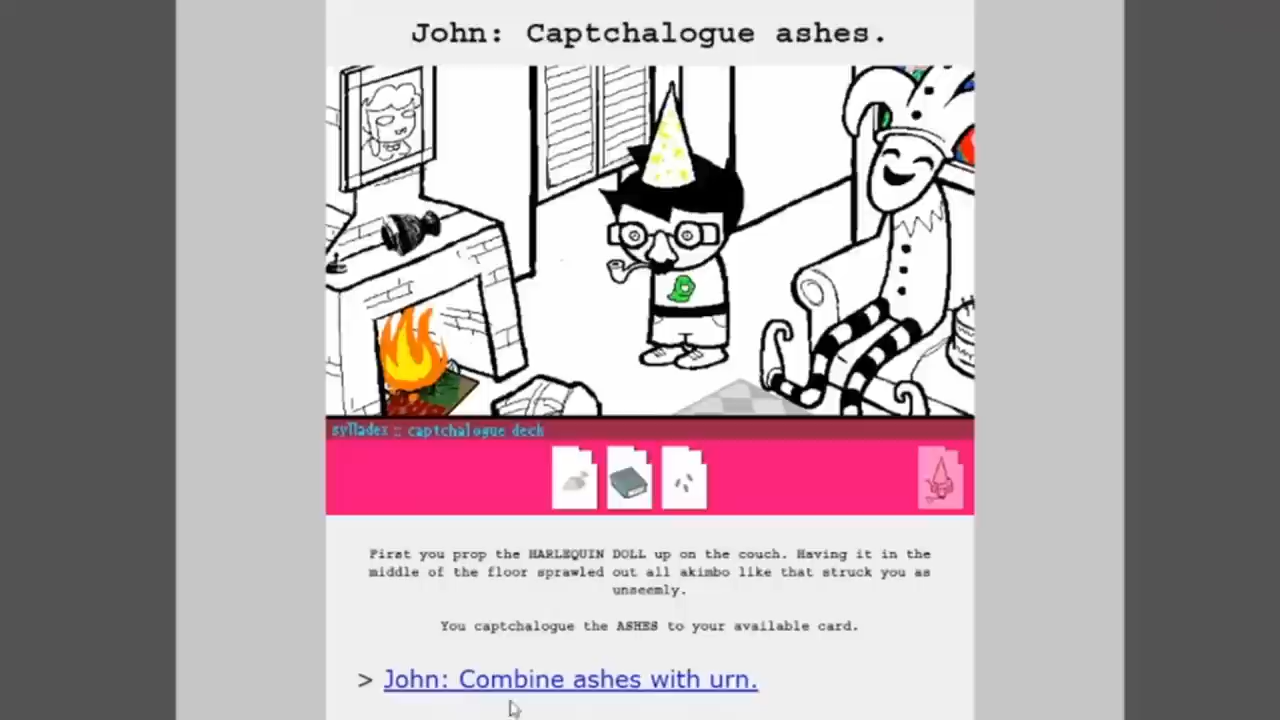 John: Captchalogue ashes.
sylladex :: captchalogue deck
First you prop the HARLEQUIN DOLL up on the couch. Having it in the
middle of the floor sprawled out all akimbo like that struck you as
unseemly.
You captchalogue the ASHES to your available card.
> John: Combine ashes with urn.